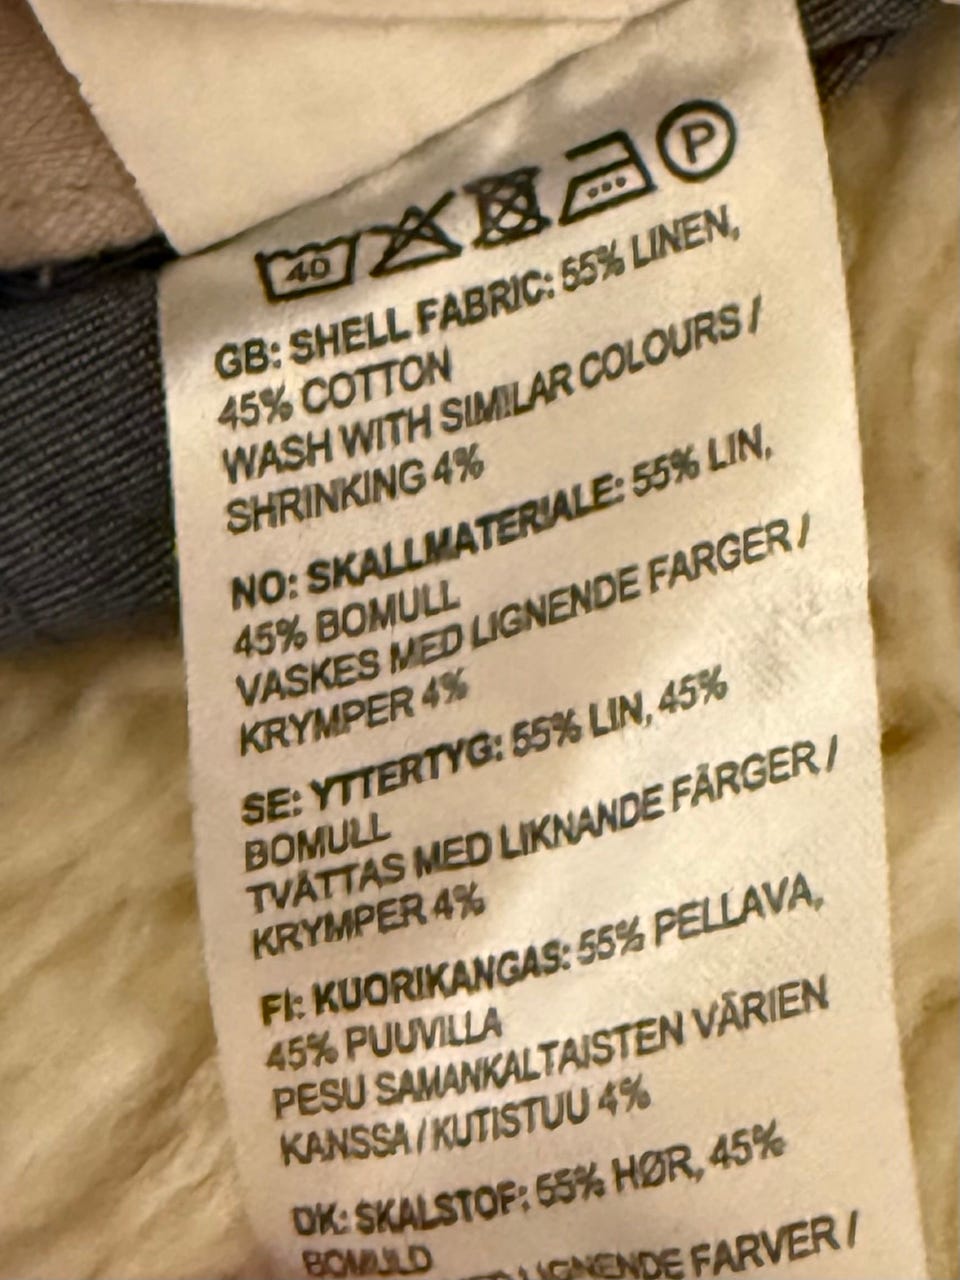 40 P
GB: SHELL FABRIC: 55% LINEN,
45% COTTON
WASH WITH SIMILAR COLOURS /
SHRINKING 4%
NO: SKALLMATERIALE: 55% LIN,
45% BOMULL
VASKES MED LIGNENDE FARGER /
KRYMPER 4%
SE: YTTERTYG: 55% LIN, 45%
BOMULL
TVÄTTAS MED LIKNANDE FÄRGER /
KRYMPER 4%
FI: KUORIKANGAS: 55% PELLAVA,
45% PUUVILLA
PESU SAMANKALTAISTEN VÄRIEN
KANSSA / KUTISTUU 4%
DK: SKALSTOF: 55% HØR, 45%
BOMULD
LIGNENDE FARVER /